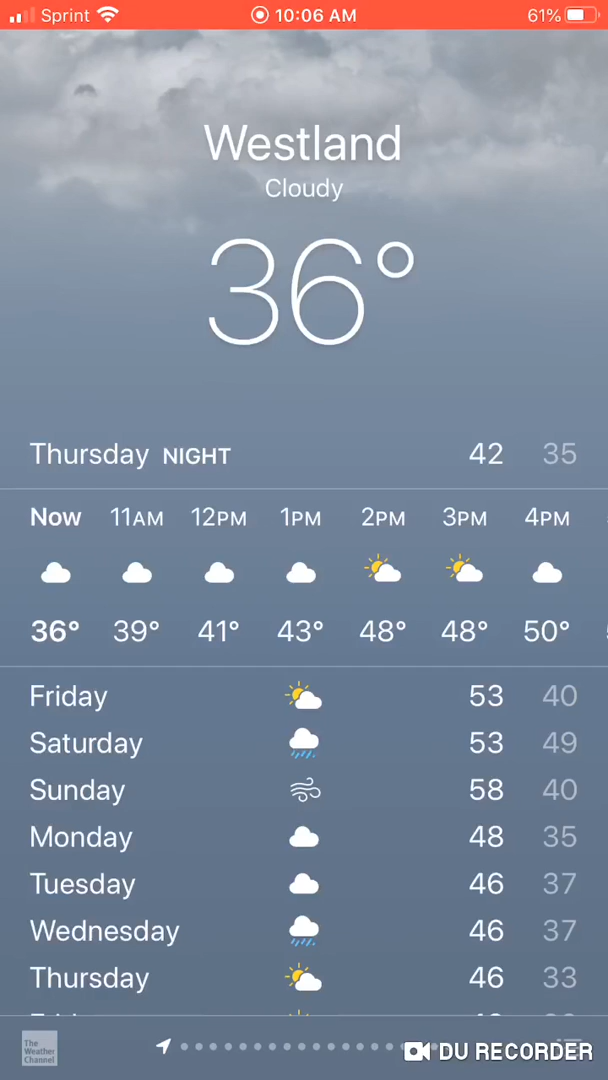 Sprint 10:06 AM 61%
Westland
Cloudy
36°
Thursday NIGHT 42 35
Now 11AM 12PM 1PM 2PM 3PM 4PM
36° 39° 41° 43° 48° 48° 50°
Friday 53 40
Saturday 53 49
Sunday 58 40
Monday 48 35
Tuesday 46 37
Wednesday 46 37
Thursday 46 33
The
Weather
Channel
DU RECORDER